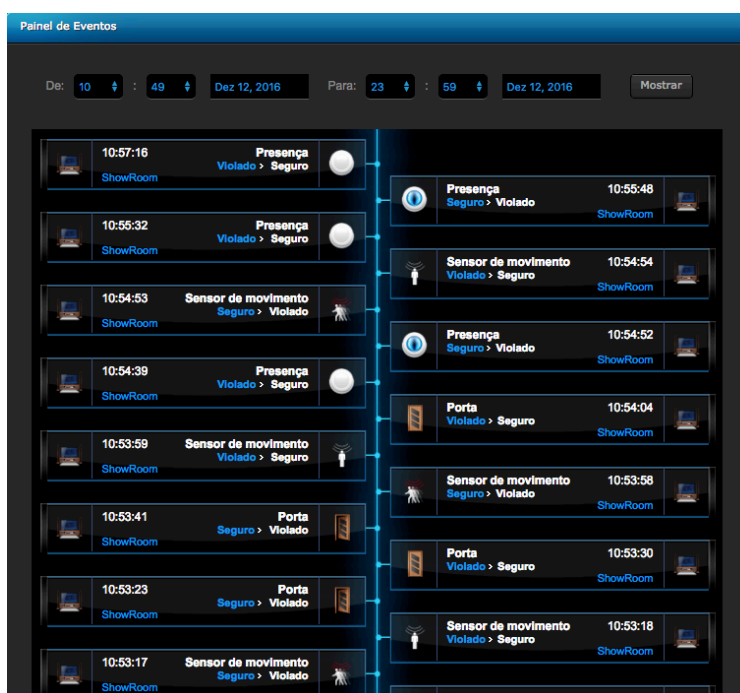 Painel de Eventos
De: 10 : 49 Dez 12, 2016 Para: 23 : 59 Dez 12, 2016 Mostrar
10:57:16 Presença
Violado > Seguro
ShowRoom
Presença 10:55:48
Seguro > Violado
ShowRoom
10:55:32 Presença
Violado > Seguro
ShowRoom
Sensor de movimento 10:54:54
Violado > Seguro
ShowRoom
10:54:53 Sensor de movimento
Seguro > Violado
ShowRoom
Presença 10:54:52
Seguro > Violado
ShowRoom
10:54:39 Presença
Violado > Seguro
ShowRoom
Porta 10:54:04
Violado > Seguro
ShowRoom
10:53:59 Sensor de movimento
Violado > Seguro
ShowRoom
Sensor de movimento 10:53:58
Seguro > Violado
ShowRoom
10:53:41 Porta
Seguro > Violado
ShowRoom
Porta 10:53:30
Violado > Seguro
ShowRoom
10:53:23 Porta
Seguro > Violado
ShowRoom
Sensor de movimento 10:53:18
Violado > Seguro
ShowRoom
10:53:17 Sensor de movimento
Seguro > Violado
ShowRoom